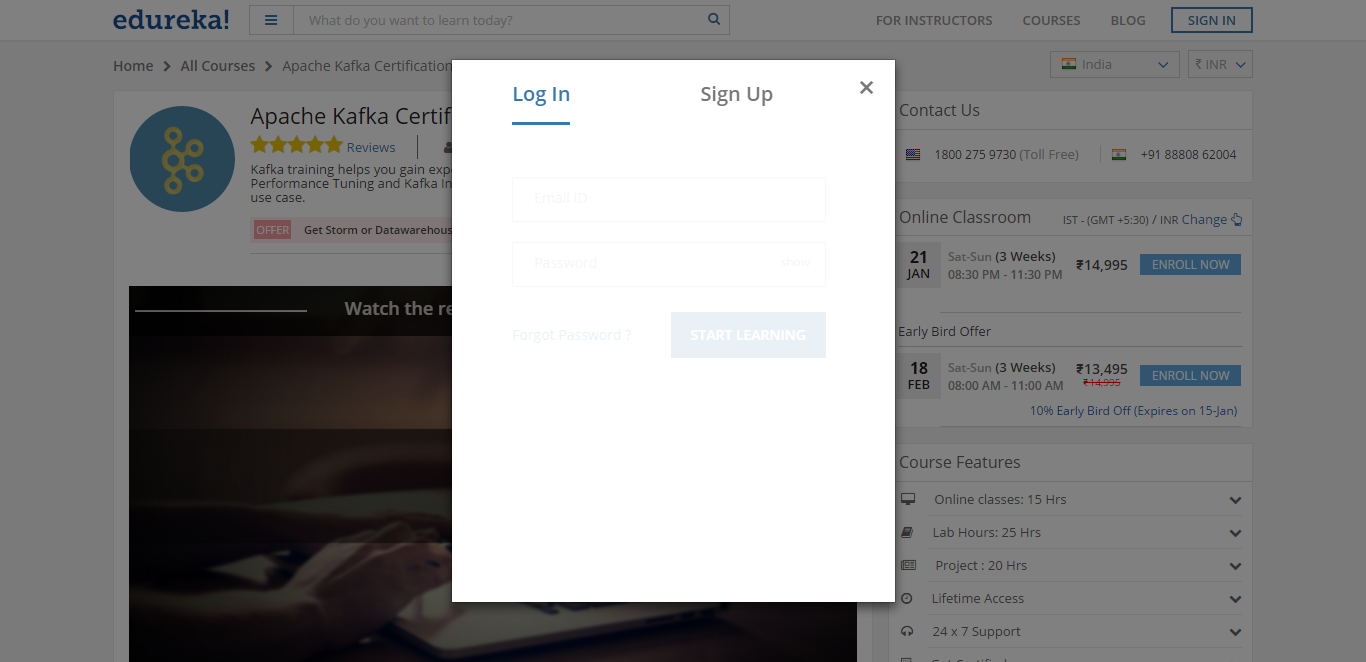 edureka!
What do you want to learn today?
FOR INSTRUCTORS
COURSES
BLOG
SIGN IN
Home
All Courses
Apache Kafka Certification
India
₹ INR
Log In
Sign Up
×
Email ID
Password
show
Forgot Password ?
START LEARNING
Apache Kafka Certif
Reviews
Kafka training helps you gain exp
Performance Tuning and Kafka In
use case.
OFFER
Get Storm or Datawarehous
Watch the re
Contact Us
1800 275 9730 (Toll Free)
+91 88808 62004
Online Classroom
IST - (GMT +5:30) / INR Change
21
JAN
Sat-Sun (3 Weeks)
08:30 PM - 11:30 PM
₹14,995
ENROLL NOW
Early Bird Offer
18
FEB
Sat-Sun (3 Weeks)
08:00 AM - 11:00 AM
₹13,495
₹14,995
ENROLL NOW
10% Early Bird Off (Expires on 15-Jan)
Course Features
Online classes: 15 Hrs
Lab Hours: 25 Hrs
Project : 20 Hrs
Lifetime Access
24 x 7 Support